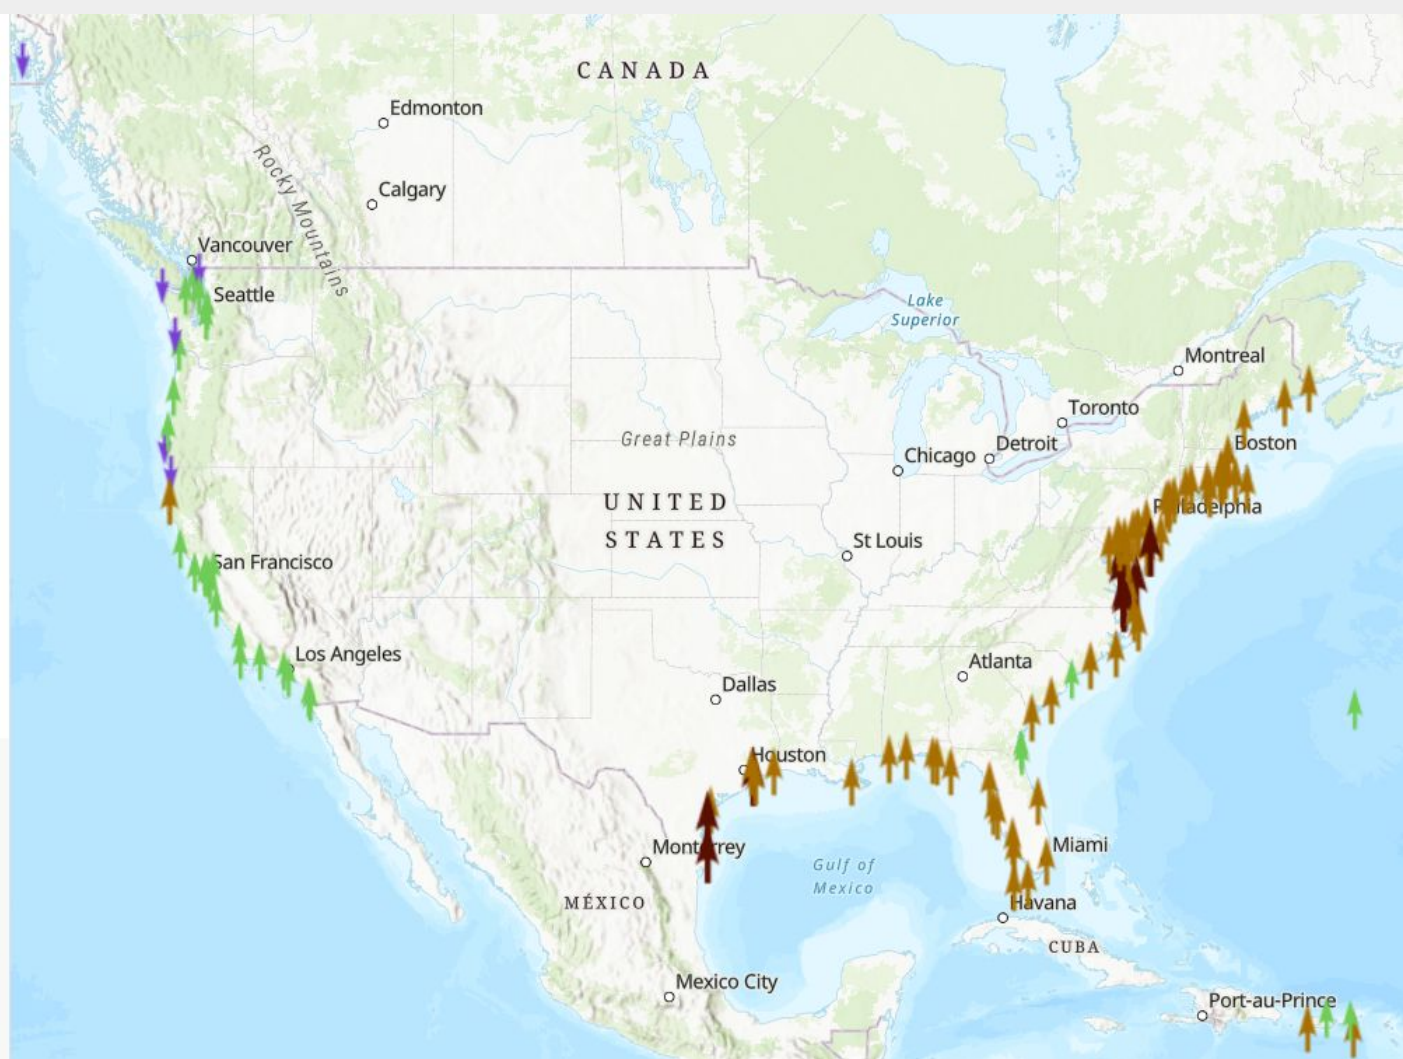 CANADA
Edmonton
Rocky Mountains
Calgary
Vancouver
Seattle
Lake
Superior
Montreal
Toronto
Great Plains
Chicago
Detroit
Boston
UNITED
STATES
Philadelphia
St Louis
San Francisco
Los Angeles
Atlanta
Dallas
Houston
Monterrey
Gulf of
Mexico
Miami
MÉXICO
Havana
CUBA
Mexico City
Port-au-Prince